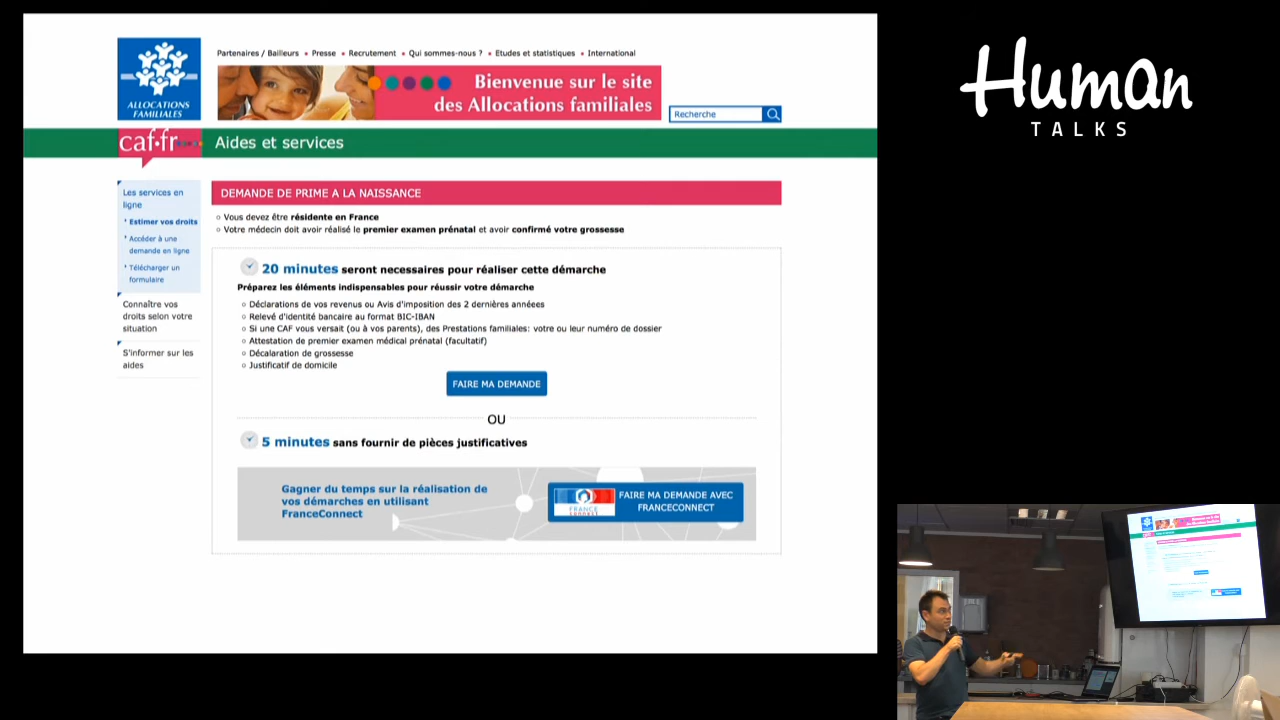 Partenaires / Bailleurs • Presse • Recrutement • Qui sommes-nous ? • Etudes et statistiques • International
ALLOCATIONS
FAMILIALES
Bienvenue sur le site
des Allocations familiales
Recherche
Human
TALKS
caf.fr
Aides et services
Les services en
ligne
Estimer vos droits
Accéder à une
demande en ligne
Télécharger un
formulaire
Connaître vos
droits selon votre
situation
S'informer sur les
aides
DEMANDE DE PRIME A LA NAISSANCE
Vous devez être résidente en France
Votre médecin doit avoir réalisé le premier examen prénatal et avoir confirmé votre grossesse
20 minutes seront necessaires pour réaliser cette démarche
Préparez les éléments indispensables pour réussir votre démarche
Déclarations de vos revenus ou Avis d'imposition des 2 dernières annéees
Relevé d'identité bancaire au format BIC-IBAN
Si une CAF vous versait (ou à vos parents), des Prestations familiales: votre ou leur numéro de dossier
Attestation de premier examen médical prénatal (facultatif)
Décalaration de grossesse
Justificatif de domicile
FAIRE MA DEMANDE
OU
5 minutes sans fournir de pièces justificatives
Gagner du temps sur la réalisation de
vos démarches en utilisant
FranceConnect
FRANCE
CONNECT
FAIRE MA DEMANDE AVEC
FRANCECONNECT